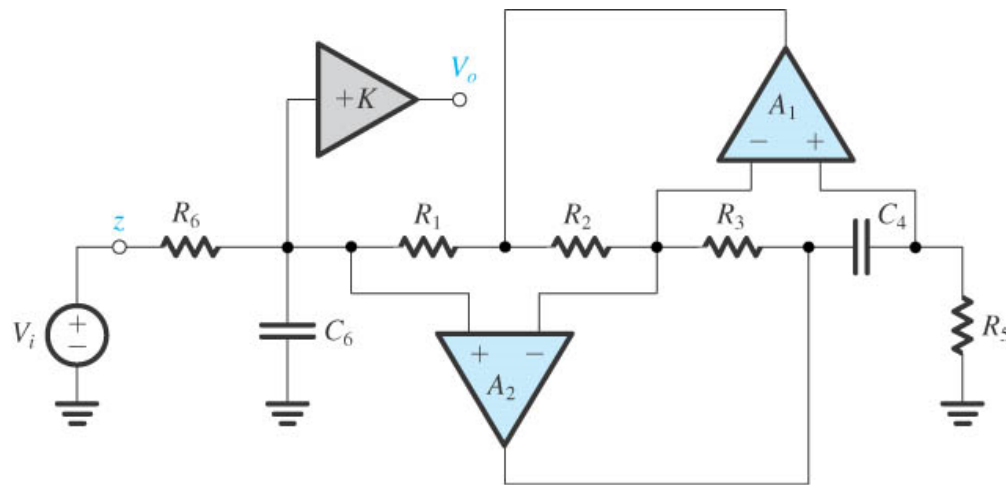 +K
V_o
A_1
− +
z
R_6
R_1
R_2
R_3
C_4
V_i
+
−
C_6
+ −
A_2
R_5